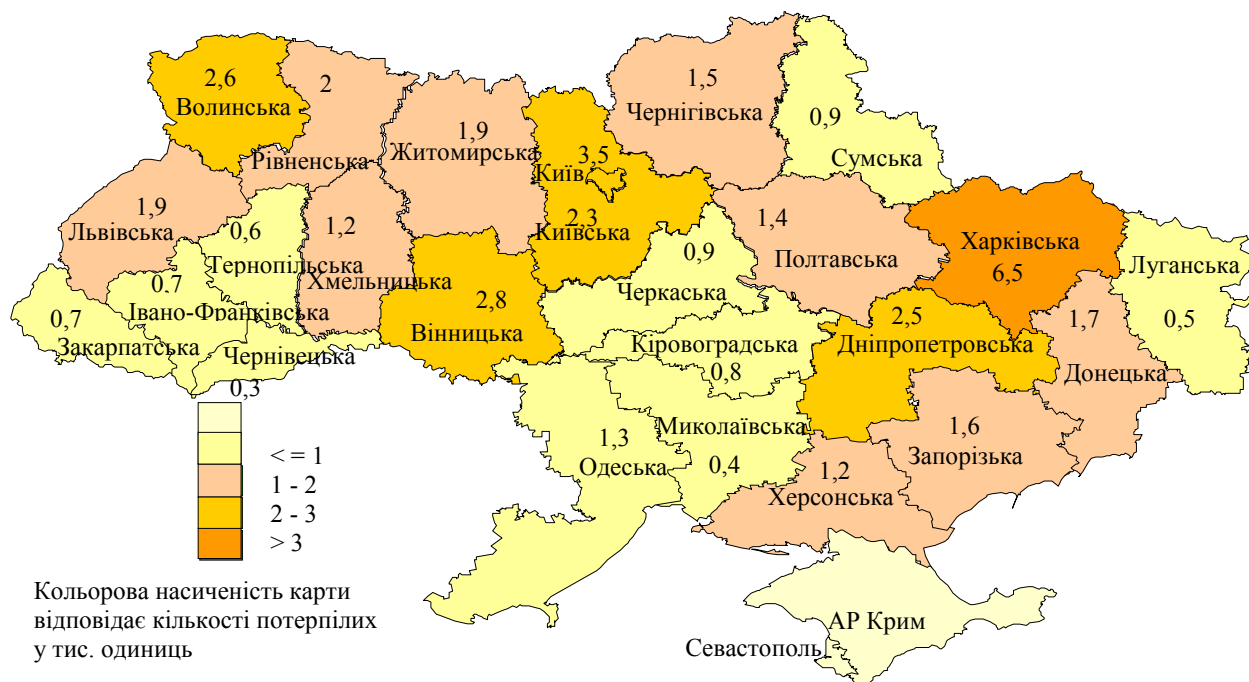 2,6
Волинська
2
Рівненська
1,9
Житомирська
3,5
Київ
2,3
Київська
1,5
Чернігівська
0,9
Сумська
1,9
Львівська
0,6
Тернопільська
1,2
Хмельницька
0,7
Івано-Франківська
0,7
Закарпатська
Чернівецька
0,3
2,8
Вінницька
0,9
Черкаська
1,4
Полтавська
Харківська
6,5
Луганська
0,5
Кіровоградська
0,8
2,5
Дніпропетровська
1,7
Донецька
1,3
Одеська
Миколаївська
0,4
1,2
Херсонська
1,6
Запорізька
АР Крим
Севастополь
< = 1
1 - 2
2 - 3
> 3
Кольорова насиченість карти
відповідає кількості потерпілих
у тис. одиниць